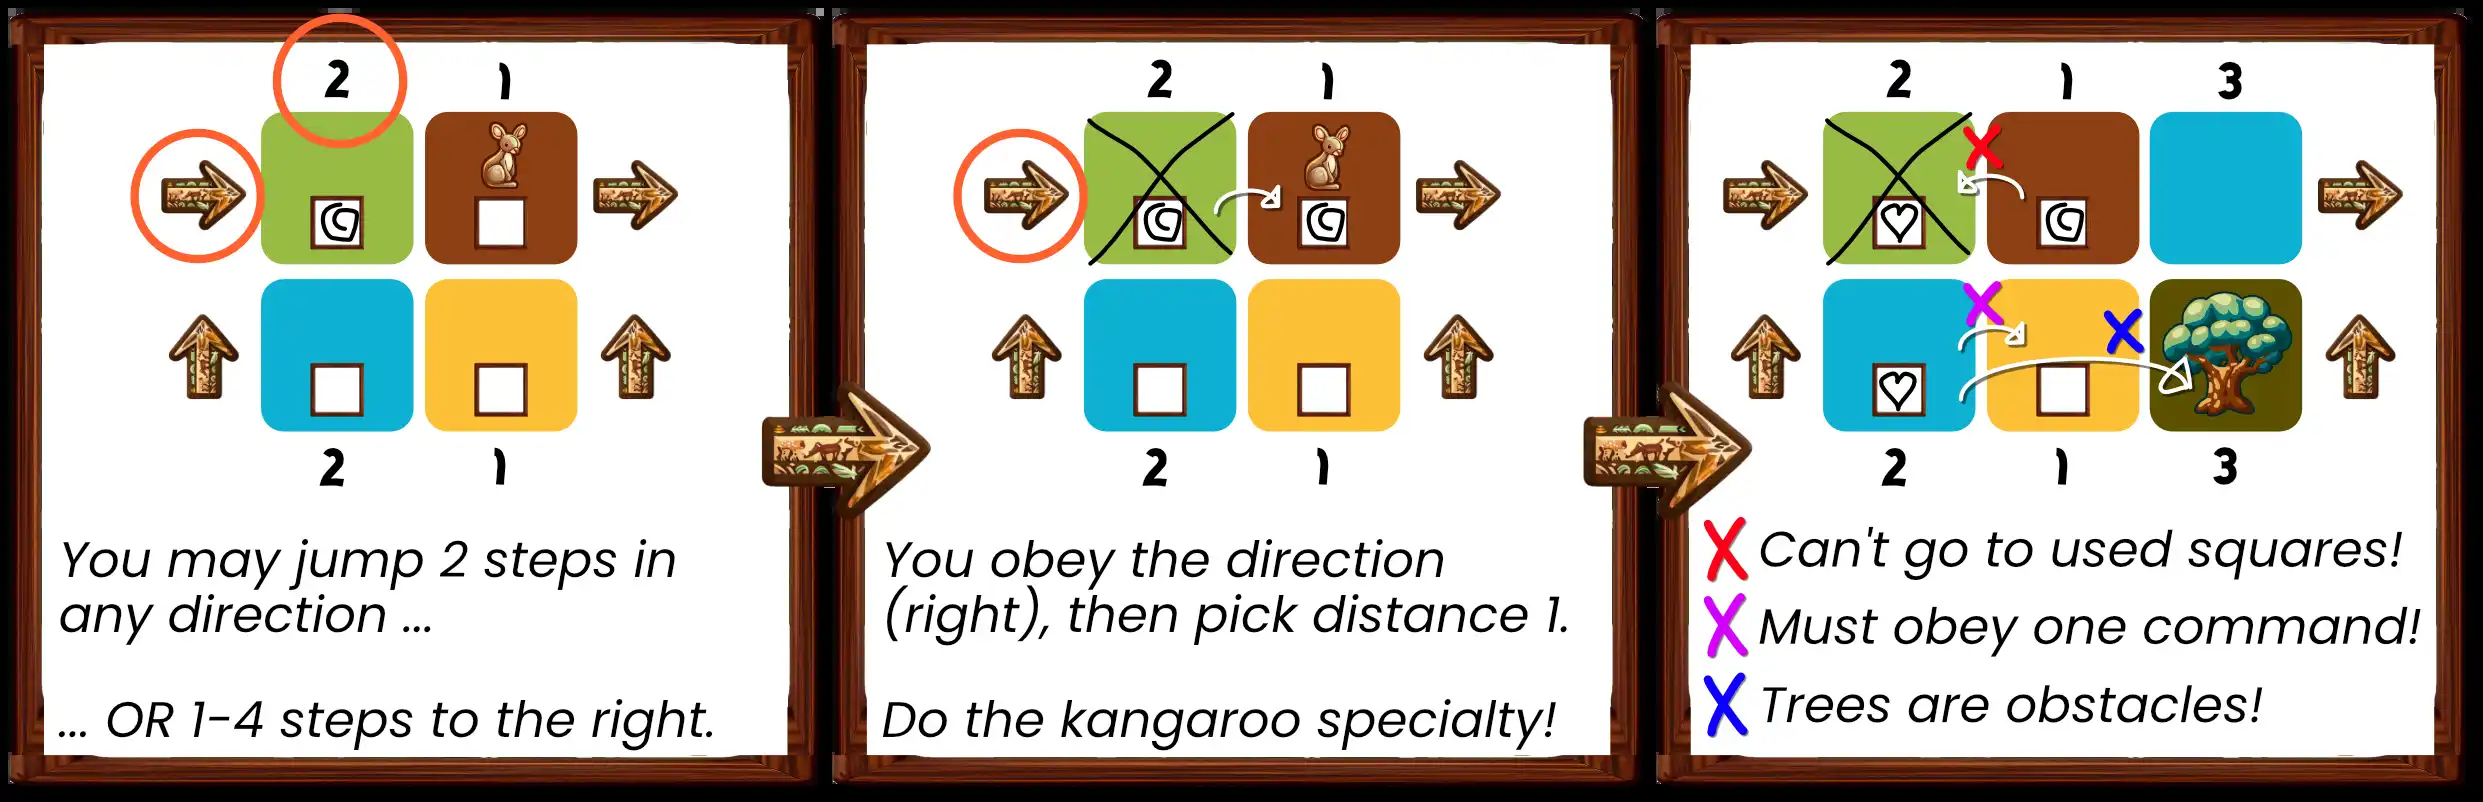 2 1
2 1
You may jump 2 steps in
any direction ...
... OR 1-4 steps to the right.
2 1
2 1
You obey the direction
(right), then pick distance 1.
Do the kangaroo specialty!
2 1 3
2 1 3
X Can't go to used squares!
X Must obey one command!
X Trees are obstacles!